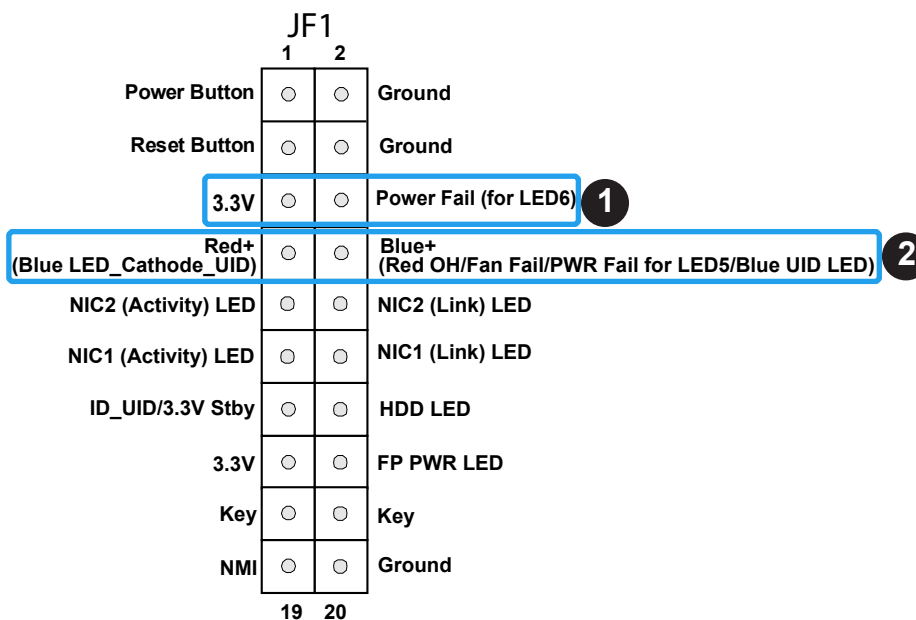 JF1
1 2
Power Button Ground
Reset Button Ground
3.3V Power Fail (for LED6) 1
Red+ Blue+
(Blue LED_Cathode_UID) (Red OH/Fan Fail/PWR Fail for LED5/Blue UID LED) 2
NIC2 (Activity) LED NIC2 (Link) LED
NIC1 (Activity) LED NIC1 (Link) LED
ID_UID/3.3V Stby HDD LED
3.3V FP PWR LED
Key Key
NMI Ground
19 20